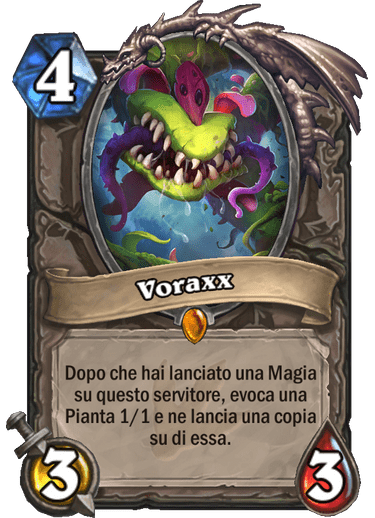 4
Voraxx
Dopo che hai lanciato una Magia
su questo servitore, evoca una
Pianta 1/1 e ne lancia una copia
su di essa.
3
3